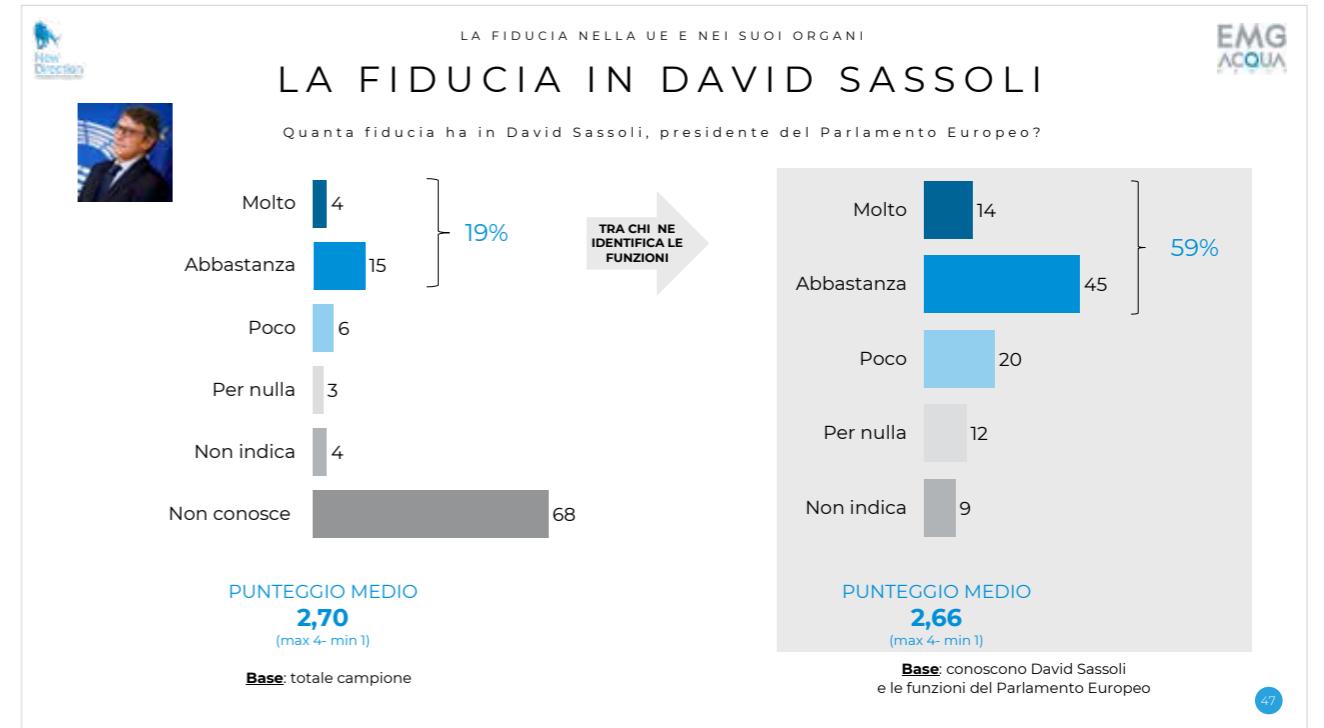 LA FIDUCIA NELLA UE E NEI SUOI ORGANI
New
Direction
EMG
ACQUA
LA FIDUCIA IN DAVID SASSOLI
Quanta fiducia ha in David Sassoli, presidente del Parlamento Europeo?
Molto 4
Abbastanza 15
19%
Poco 6
Per nulla 3
Non indica 4
Non conosce 68
PUNTEGGIO MEDIO
2,70
(max 4- min 1)
Base: totale campione
TRA CHI NE
IDENTIFICA LE
FUNZIONI
Molto 14
Abbastanza 45
59%
Poco 20
Per nulla 12
Non indica 9
PUNTEGGIO MEDIO
2,66
(max 4- min 1)
Base: conoscono David Sassoli
e le funzioni del Parlamento Europeo
47